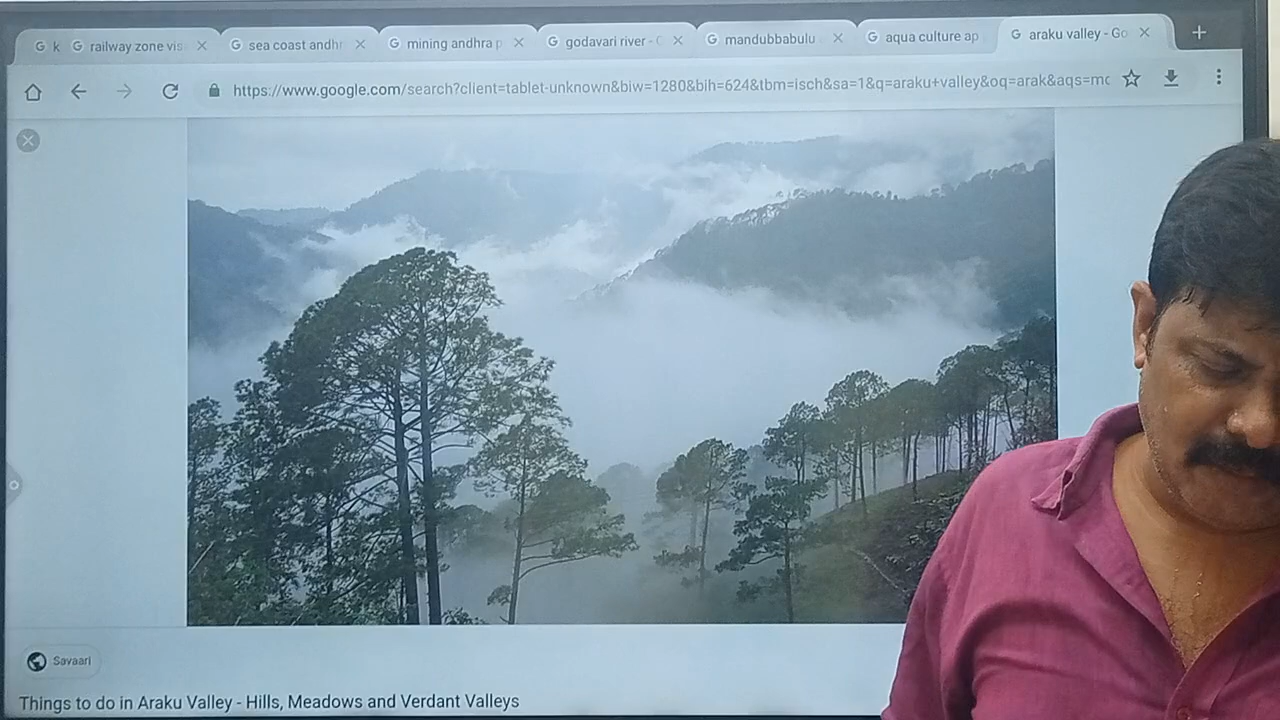 k railway zone vis sea coast andhr mining andhra p godavari river - G mandubbabulu aqua culture ap araku valley - Go
https://www.google.com/search?client=tablet-unknown&biw=1280&bih=624&tbm=isch&sa=1&q=araku+valley&oq=arak&aqs=mo
Savaari
Things to do in Araku Valley - Hills, Meadows and Verdant Valleys